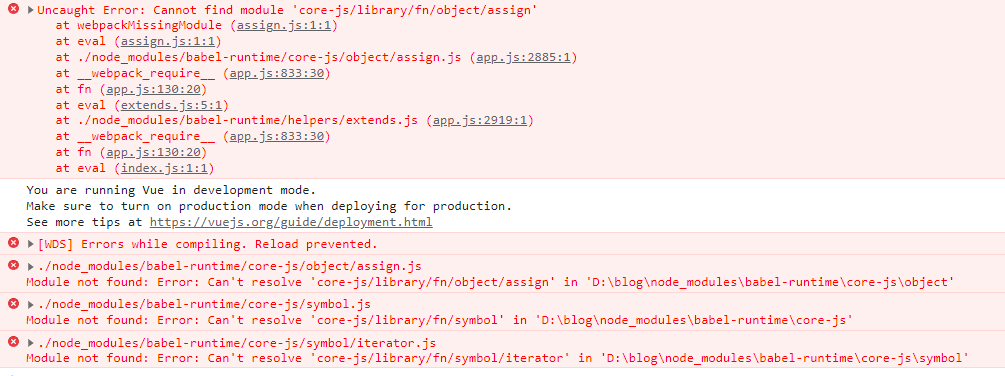 Uncaught Error: Cannot find module 'core-js/library/fn/object/assign'
at webpackMissingModule (assign.js:1:1)
at eval (assign.js:1:1)
at ./node_modules/babel-runtime/core-js/object/assign.js (app.js:2885:1)
at __webpack_require__ (app.js:833:30)
at fn (app.js:130:20)
at eval (extends.js:5:1)
at ./node_modules/babel-runtime/helpers/extends.js (app.js:2919:1)
at __webpack_require__ (app.js:833:30)
at fn (app.js:130:20)
at eval (index.js:1:1)
You are running Vue in development mode.
Make sure to turn on production mode when deploying for production.
See more tips at https://vuejs.org/guide/deployment.html
[WDS] Errors while compiling. Reload prevented.
./node_modules/babel-runtime/core-js/object/assign.js
Module not found: Error: Can't resolve 'core-js/library/fn/object/assign' in 'D:\blog\node_modules\babel-runtime\core-js\object'
./node_modules/babel-runtime/core-js/symbol.js
Module not found: Error: Can't resolve 'core-js/library/fn/symbol' in 'D:\blog\node_modules\babel-runtime\core-js'
./node_modules/babel-runtime/core-js/symbol/iterator.js
Module not found: Error: Can't resolve 'core-js/library/fn/symbol/iterator' in 'D:\blog\node_modules\babel-runtime\core-js\symbol'